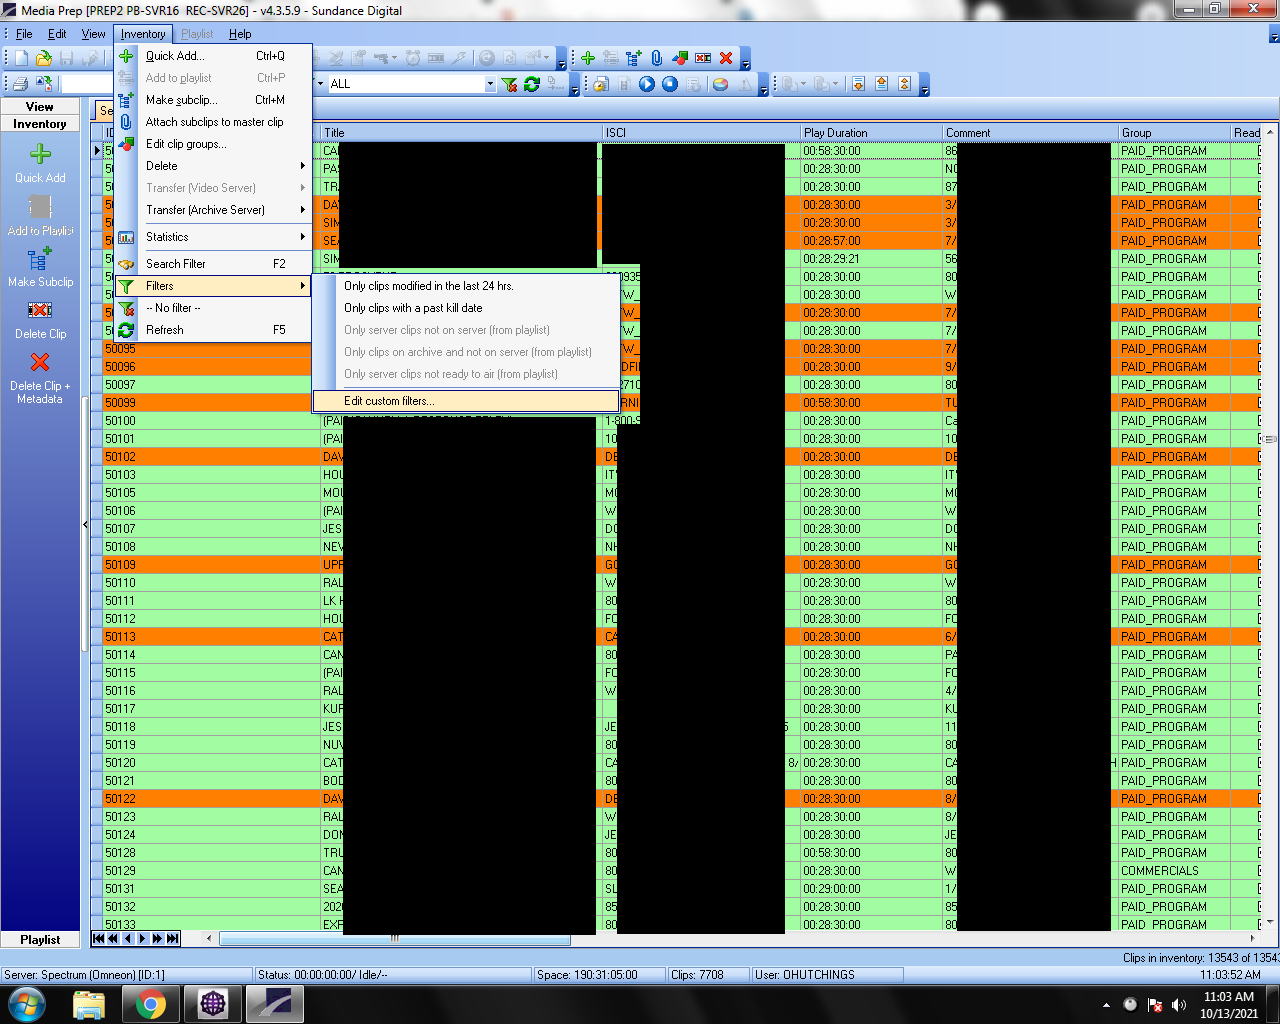 Media Prep [PREP2 PB-SVR16 REC-SVR26] - v4.3.5.9 - Sundance Digital
File Edit View Inventory Playlist Help
ALL
View
Inventory
Quick Add
Add to Playlist
Make Subclip
Delete Clip
Delete Clip +
Metadata
Playlist
Quick Add... Ctrl+Q
Add to playlist Ctrl+P
Make subclip... Ctrl+M
Attach subclips to master clip
Edit clip groups...
Delete
Transfer (Video Server)
Transfer (Archive Server)
Statistics
Search Filter F2
Filters
-- No filter --
Refresh F5
Only clips modified in the last 24 hrs.
Only clips with a past kill date
Only server clips not on server (from playlist)
Only clips on archive and not on server (from playlist)
Only server clips not ready to air (from playlist)
Edit custom filters...
Title ISCI Play Duration Comment Group Read
CA 00:58:30:00 86 PAID_PROGRAM
PAS 00:28:30:00 NO PAID_PROGRAM
TRA 00:28:30:00 87 PAID_PROGRAM
DAV 00:28:30:00 3/ PAID_PROGRAM
SIM 00:28:30:00 3/ PAID_PROGRAM
SEA 00:28:57:00 7/ PAID_PROGRAM
SIM 00:28:29:21 56 PAID_PROGRAM
00:28:30:00 80 PAID_PROGRAM
00:28:30:00 W PAID_PROGRAM
00:28:30:00 7/ PAID_PROGRAM
00:28:30:00 7/ PAID_PROGRAM
50095 00:28:30:00 7/ PAID_PROGRAM
50096 00:28:30:00 9/ PAID_PROGRAM
50097 2710 00:28:30:00 80 PAID_PROGRAM
50099 00:58:30:00 TU PAID_PROGRAM
50100 (PAI 1-800-S 00:28:30:00 Ca PAID_PROGRAM
50101 (PAI 10 00:28:30:00 10 PAID_PROGRAM
50102 DAV DE 00:28:30:00 DE PAID_PROGRAM
50103 HOU IT' 00:28:30:00 IT' PAID_PROGRAM
50105 MOU MO 00:28:30:00 MO PAID_PROGRAM
50106 (PAI W 00:28:30:00 W PAID_PROGRAM
50107 JES DO 00:28:30:00 DO PAID_PROGRAM
50108 NEV NH 00:28:30:00 NH PAID_PROGRAM
50109 UPF GO 00:28:30:00 GO PAID_PROGRAM
50110 RAL W 00:28:30:00 W PAID_PROGRAM
50111 LK H 80 00:28:30:00 80 PAID_PROGRAM
50112 HOU FO 00:28:30:00 FO PAID_PROGRAM
50113 CAT CA 00:28:30:00 6/ PAID_PROGRAM
50114 CAN 80 00:28:30:00 PA PAID_PROGRAM
50115 (PAI FO 00:28:30:00 FO PAID_PROGRAM
50116 RAL W 00:28:30:00 4/ PAID_PROGRAM
50117 KUF 00:28:30:00 KU PAID_PROGRAM
50118 JES JE 5 00:28:30:00 11 PAID_PROGRAM
50119 NUV 80 00:28:30:00 80 PAID_PROGRAM
50120 CAT CA 8/ 00:28:30:00 CA H PAID_PROGRAM
50121 BOD 80 00:28:30:00 80 PAID_PROGRAM
50122 DAV DE 00:28:30:00 8/ PAID_PROGRAM
50123 RAL W 00:28:30:00 8/ PAID_PROGRAM
50124 DON JE 00:28:30:00 JE PAID_PROGRAM
50128 TRU 80 00:58:30:00 80 PAID_PROGRAM
50129 CAN 80 00:28:30:00 W COMMERCIALS
50131 SEA SL 00:29:00:00 1/ PAID_PROGRAM
50132 202 85 00:28:30:00 85 PAID_PROGRAM
50133 EXF 80 00:28:30:00 80 PAID_PROGRAM
Clips in inventory: 13543 of 1354
Server: Spectrum (Omneon) [ID:1] Status: 00:00:00:00/ Idle/-- Space: 190:31:05:00 Clips: 7708 User: OHUTCHINGS 11:03:52 AM
11:03 AM
10/13/2021